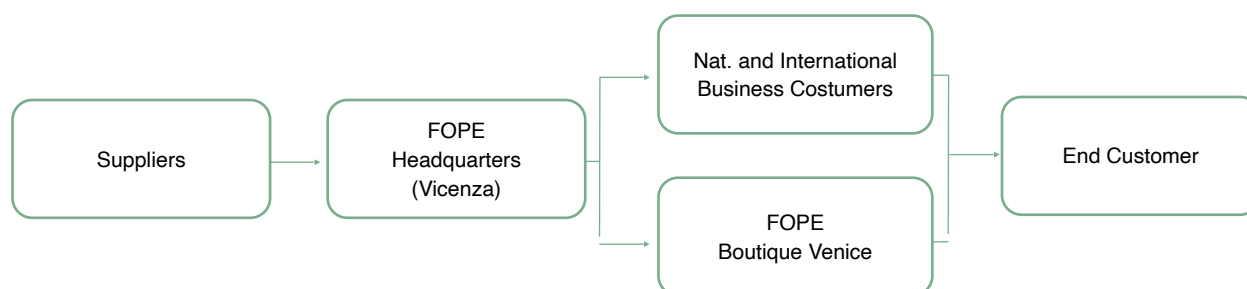 Suppliers
FOPE
Headquarters
(Vicenza)
Nat. and International
Business Costumers
FOPE
Boutique Venice
End Customer